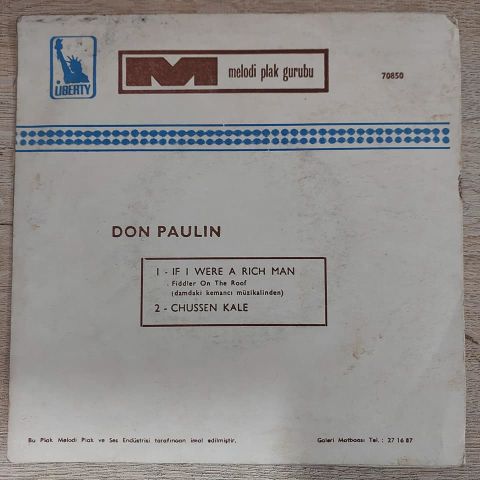 LIBERTY
M melodi plak gurubu
70850
DON PAULIN
1 - IF I WERE A RICH MAN
Fiddler On The Roof
(damdaki kemancı müzikalinden)
2 - CHUSSEN KALE
Bu Plak Melodi Plak ve Ses Endüstrisi tarafınoan imal edilmiştir.
Galeri Matbaası Tel. : 27 16 87